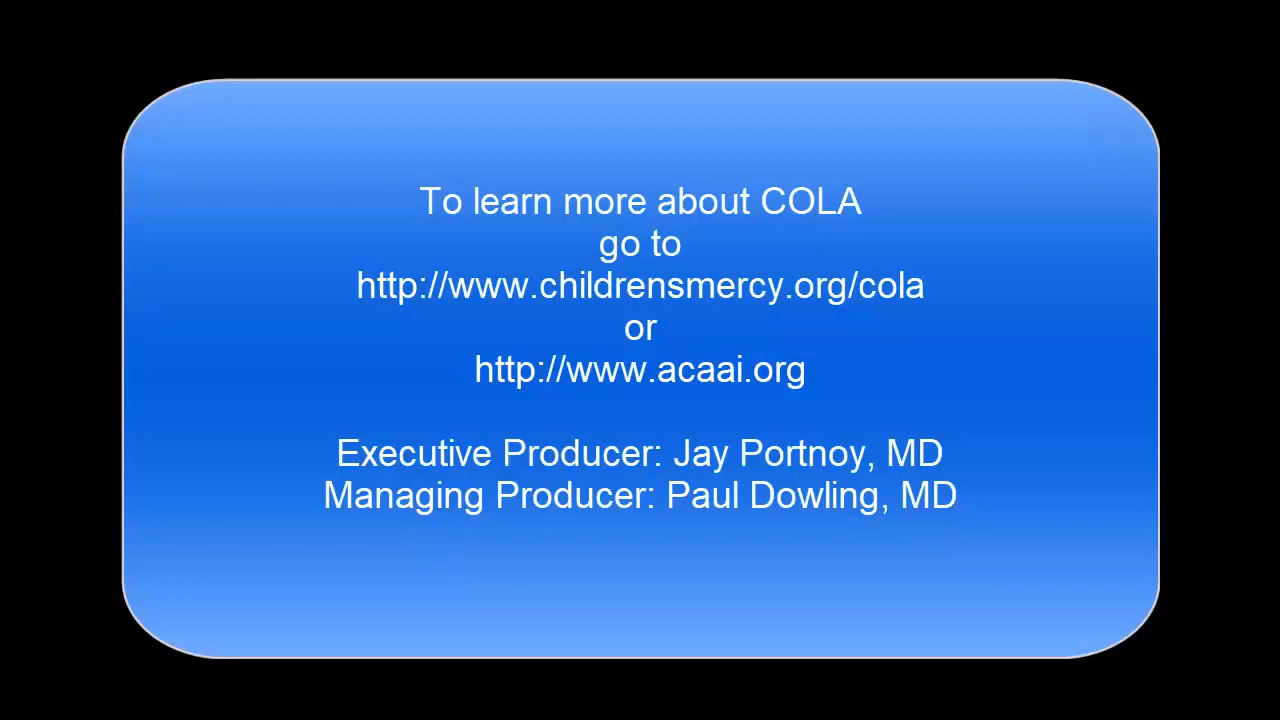 To learn more about COLA
go to
http://www.childrensmercy.org/cola
or
http://www.acaai.org
Executive Producer: Jay Portnoy, MD
Managing Producer: Paul Dowling, MD